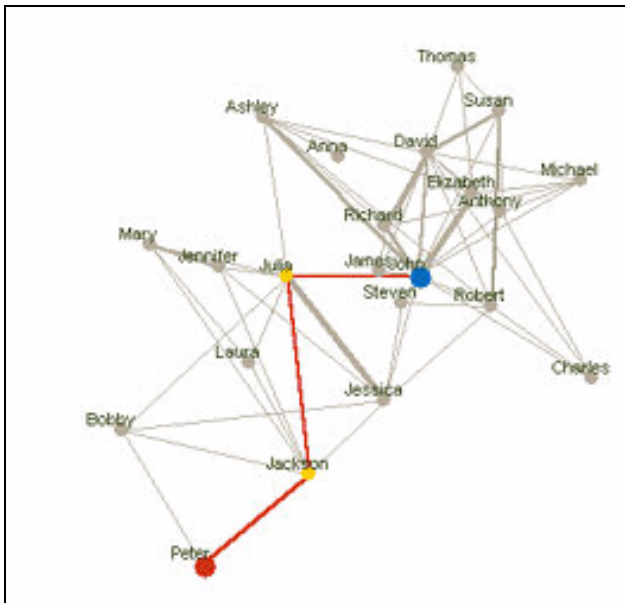 Thomas
Susan
Ashley
David
Anna
Michael
Elizabeth
Anthony
Richard
Mary
Jennifer
Julia
James
John
Steven
Robert
Laura
Charles
Jessica
Bobby
Jackson
Peter